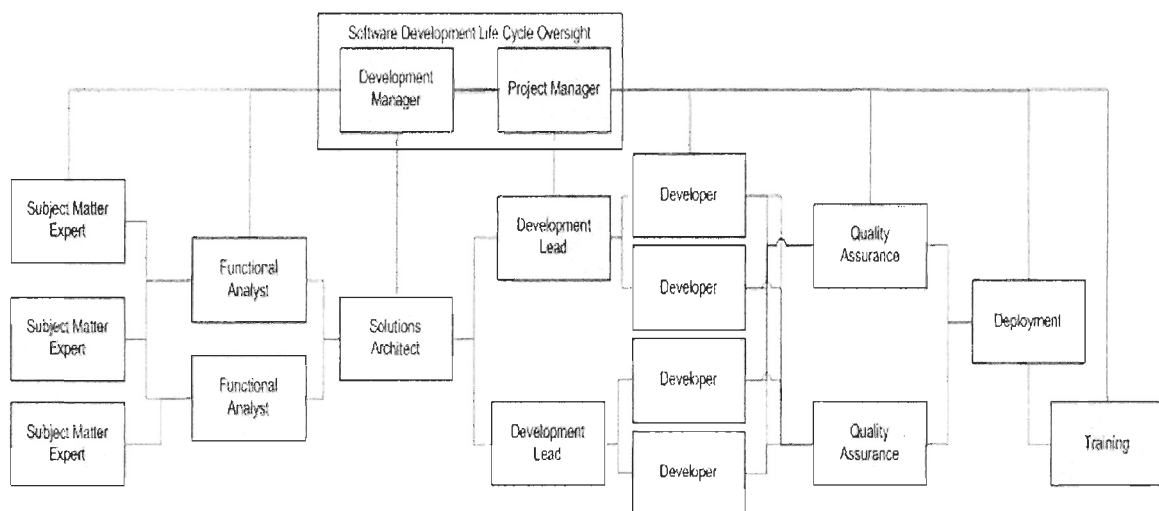 Software Development Life Cycle Oversight
Development
Manager
Project Manager
Subject Matter
Expert
Subject Matter
Expert
Subject Matter
Expert
Functional
Analyst
Functional
Analyst
Solutions
Architect
Development
Lead
Development
Lead
Developer
Developer
Developer
Developer
Quality
Assurance
Quality
Assurance
Deployment
Training